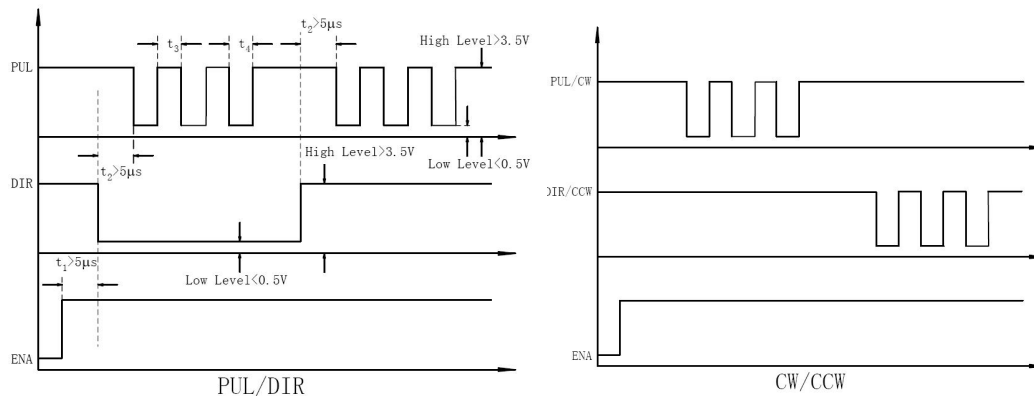 t₂>5μs
t₃
t₄
High Level>3.5V
PUL
High Level>3.5V
Low Level<0.5V
t₂>5μs
DIR
t₁>5μs
Low Level<0.5V
ENA
PUL/DIR
PUL/CW
DIR/CCW
ENA
CW/CCW